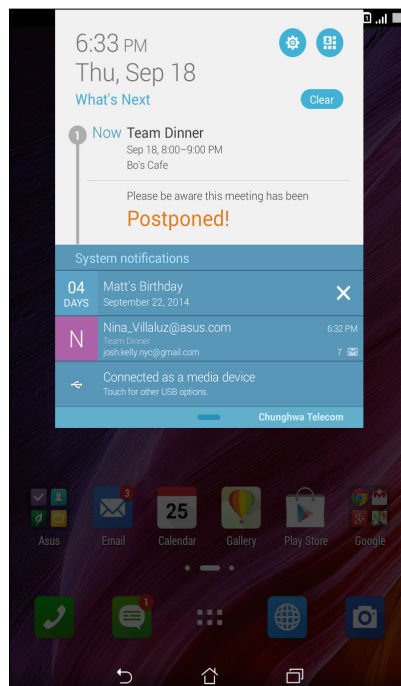 6:33 PM
Thu, Sep 18
What's Next
Clear
1 Now Team Dinner
Sep 18, 8:00–9:00 PM
Bo's Cafe
Please be aware this meeting has been
Postponed!
System notifications
04 DAYS
Matt's Birthday
September 22, 2014
N
Nina_Villaluz@asus.com 6:32 PM
Team Dinner
josh.kelly.nyc@gmail.com 7
Connected as a media device
Touch for other USB options.
Chunghwa Telecom
3
25
Asus Email Calendar Gallery Play Store Google
1